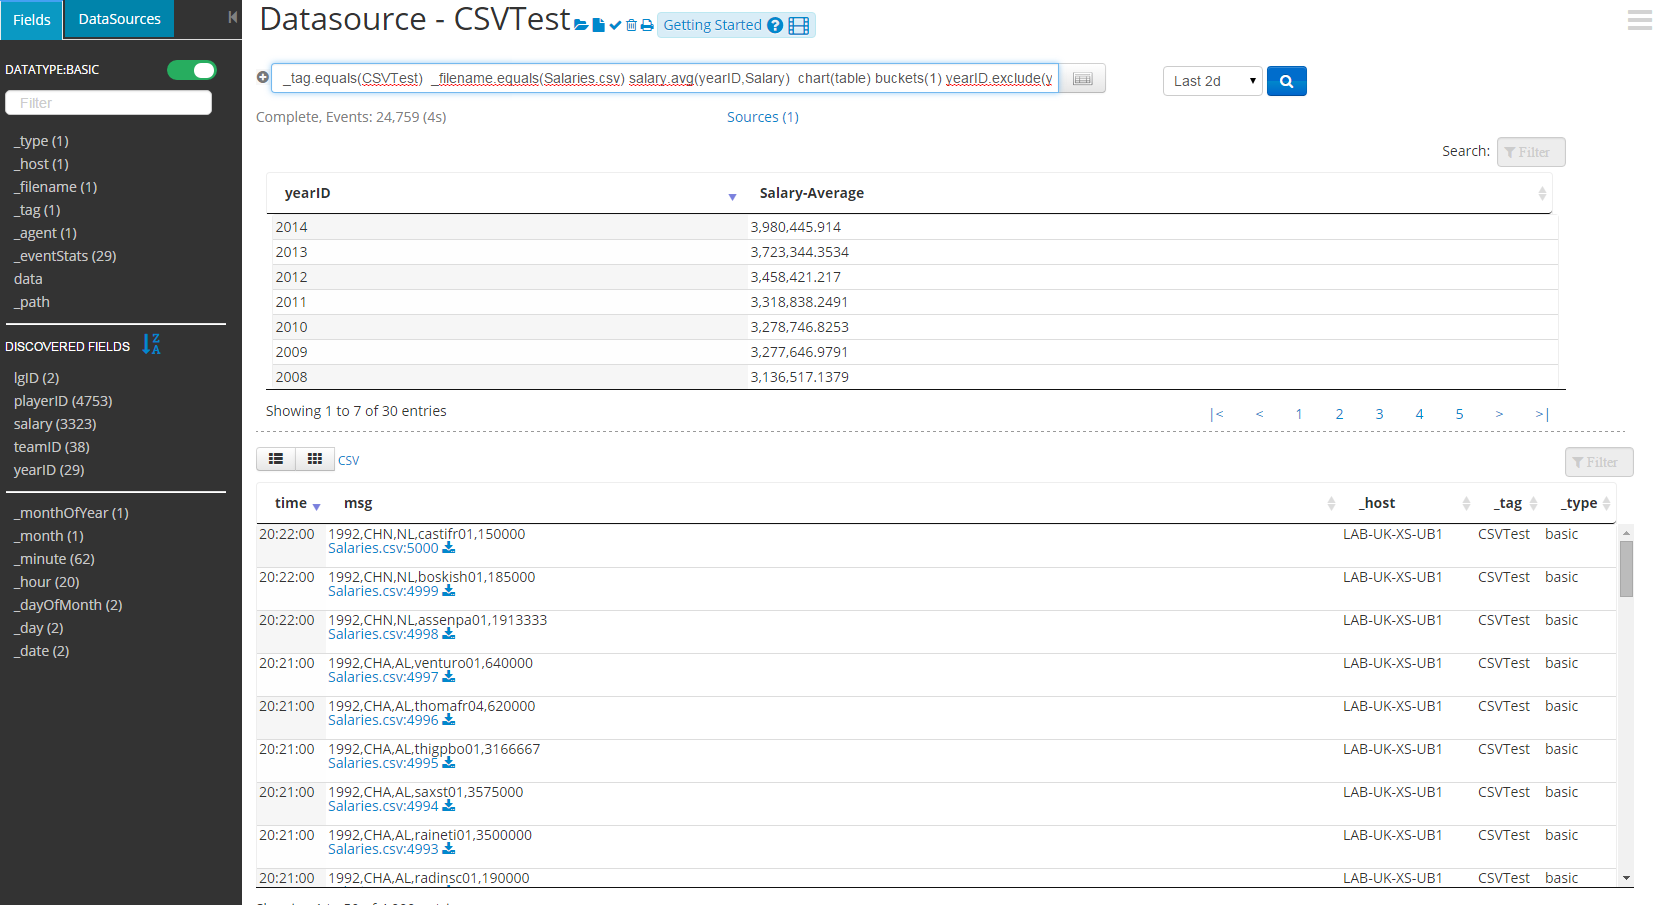 Fields DataSources
DATATYPE:BASIC
Filter
_type (1)
_host (1)
_filename (1)
_tag (1)
_agent (1)
_eventStats (29)
data
_path
DISCOVERED FIELDS
lgID (2)
playerID (4753)
salary (3323)
teamID (38)
yearID (29)
_monthOfYear (1)
_month (1)
_minute (62)
_hour (20)
_dayOfMonth (2)
_day (2)
_date (2)
Datasource - CSVTest Getting Started
_tag.equals(CSVTest) _filename.equals(Salaries.csv) salary.avg(yearID,Salary) chart(table) buckets(1) yearID.exclude(y
Last 2d
Complete, Events: 24,759 (4s) Sources (1)
Search: Filter
yearID Salary-Average
2014 3,980,445.914
2013 3,723,344.3534
2012 3,458,421.217
2011 3,318,838.2491
2010 3,278,746.8253
2009 3,277,646.9791
2008 3,136,517.1379
Showing 1 to 7 of 30 entries |< < 1 2 3 4 5 > >|
CSV Filter
time msg _host _tag _type
20:22:00 1992,CHN,NL,castifr01,150000 LAB-UK-XS-UB1 CSVTest basic
Salaries.csv:5000
20:22:00 1992,CHN,NL,boskish01,185000 LAB-UK-XS-UB1 CSVTest basic
Salaries.csv:4999
20:22:00 1992,CHN,NL,assenpa01,1913333 LAB-UK-XS-UB1 CSVTest basic
Salaries.csv:4998
20:21:00 1992,CHA,AL,venturo01,640000 LAB-UK-XS-UB1 CSVTest basic
Salaries.csv:4997
20:21:00 1992,CHA,AL,thomafr04,620000 LAB-UK-XS-UB1 CSVTest basic
Salaries.csv:4996
20:21:00 1992,CHA,AL,thigpbo01,3166667 LAB-UK-XS-UB1 CSVTest basic
Salaries.csv:4995
20:21:00 1992,CHA,AL,saxst01,3575000 LAB-UK-XS-UB1 CSVTest basic
Salaries.csv:4994
20:21:00 1992,CHA,AL,raineti01,3500000 LAB-UK-XS-UB1 CSVTest basic
Salaries.csv:4993
20:21:00 1992,CHA,AL,radinsc01,190000 LAB-UK-XS-UB1 CSVTest basic